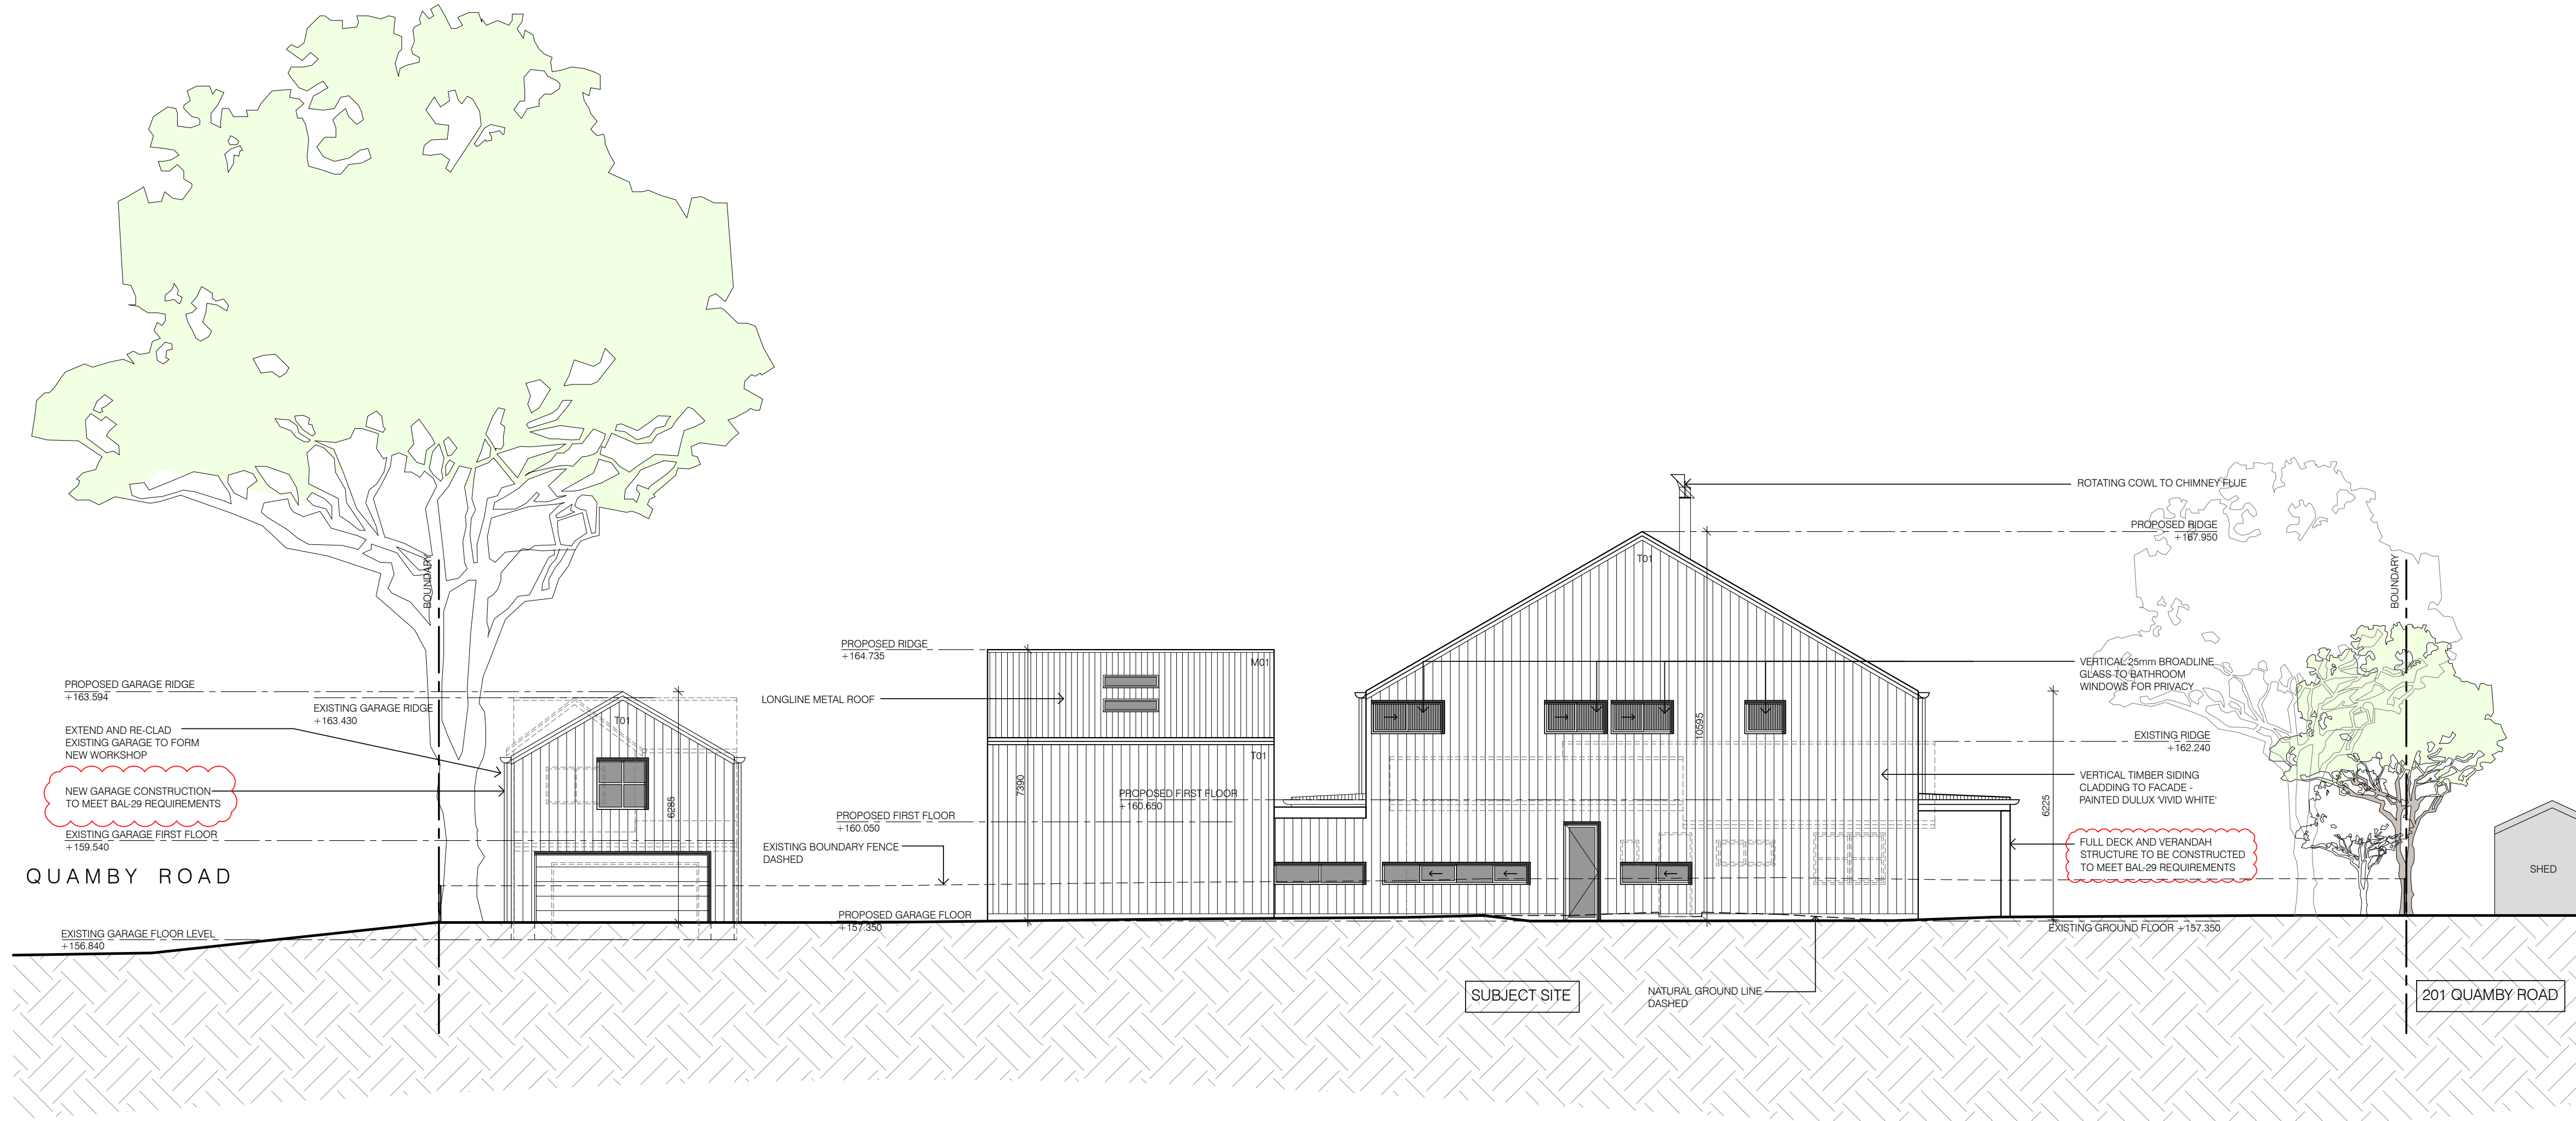 BOUNDARY
PROPOSED GARAGE RIDGE
+163.594
EXISTING GARAGE RIDGE
+163.430
EXTEND AND RE-CLAD
EXISTING GARAGE TO FORM
NEW WORKSHOP
NEW GARAGE CONSTRUCTION
TO MEET BAL-29 REQUIREMENTS
EXISTING GARAGE FIRST FLOOR
+159.540
QUAMBY ROAD
EXISTING GARAGE FLOOR LEVEL
+156.840
T01
6285
PROPOSED RIDGE
+164.735
LONGLINE METAL ROOF
M01
T01
7390
PROPOSED FIRST FLOOR
+160.650
PROPOSED FIRST FLOOR
+160.050
EXISTING BOUNDARY FENCE
DASHED
PROPOSED GARAGE FLOOR
+157.350
T01
10595
ROTATING COWL TO CHIMNEY FLUE
PROPOSED RIDGE
+167.950
BOUNDARY
VERTICAL 25mm BROADLINE
GLASS TO BATHROOM
WINDOWS FOR PRIVACY
EXISTING RIDGE
+162.240
VERTICAL TIMBER SIDING
CLADDING TO FACADE -
PAINTED DULUX 'VIVID WHITE'
6225
FULL DECK AND VERANDAH
STRUCTURE TO BE CONSTRUCTED
TO MEET BAL-29 REQUIREMENTS
SHED
EXISTING GROUND FLOOR +157.350
SUBJECT SITE
NATURAL GROUND LINE
DASHED
201 QUAMBY ROAD